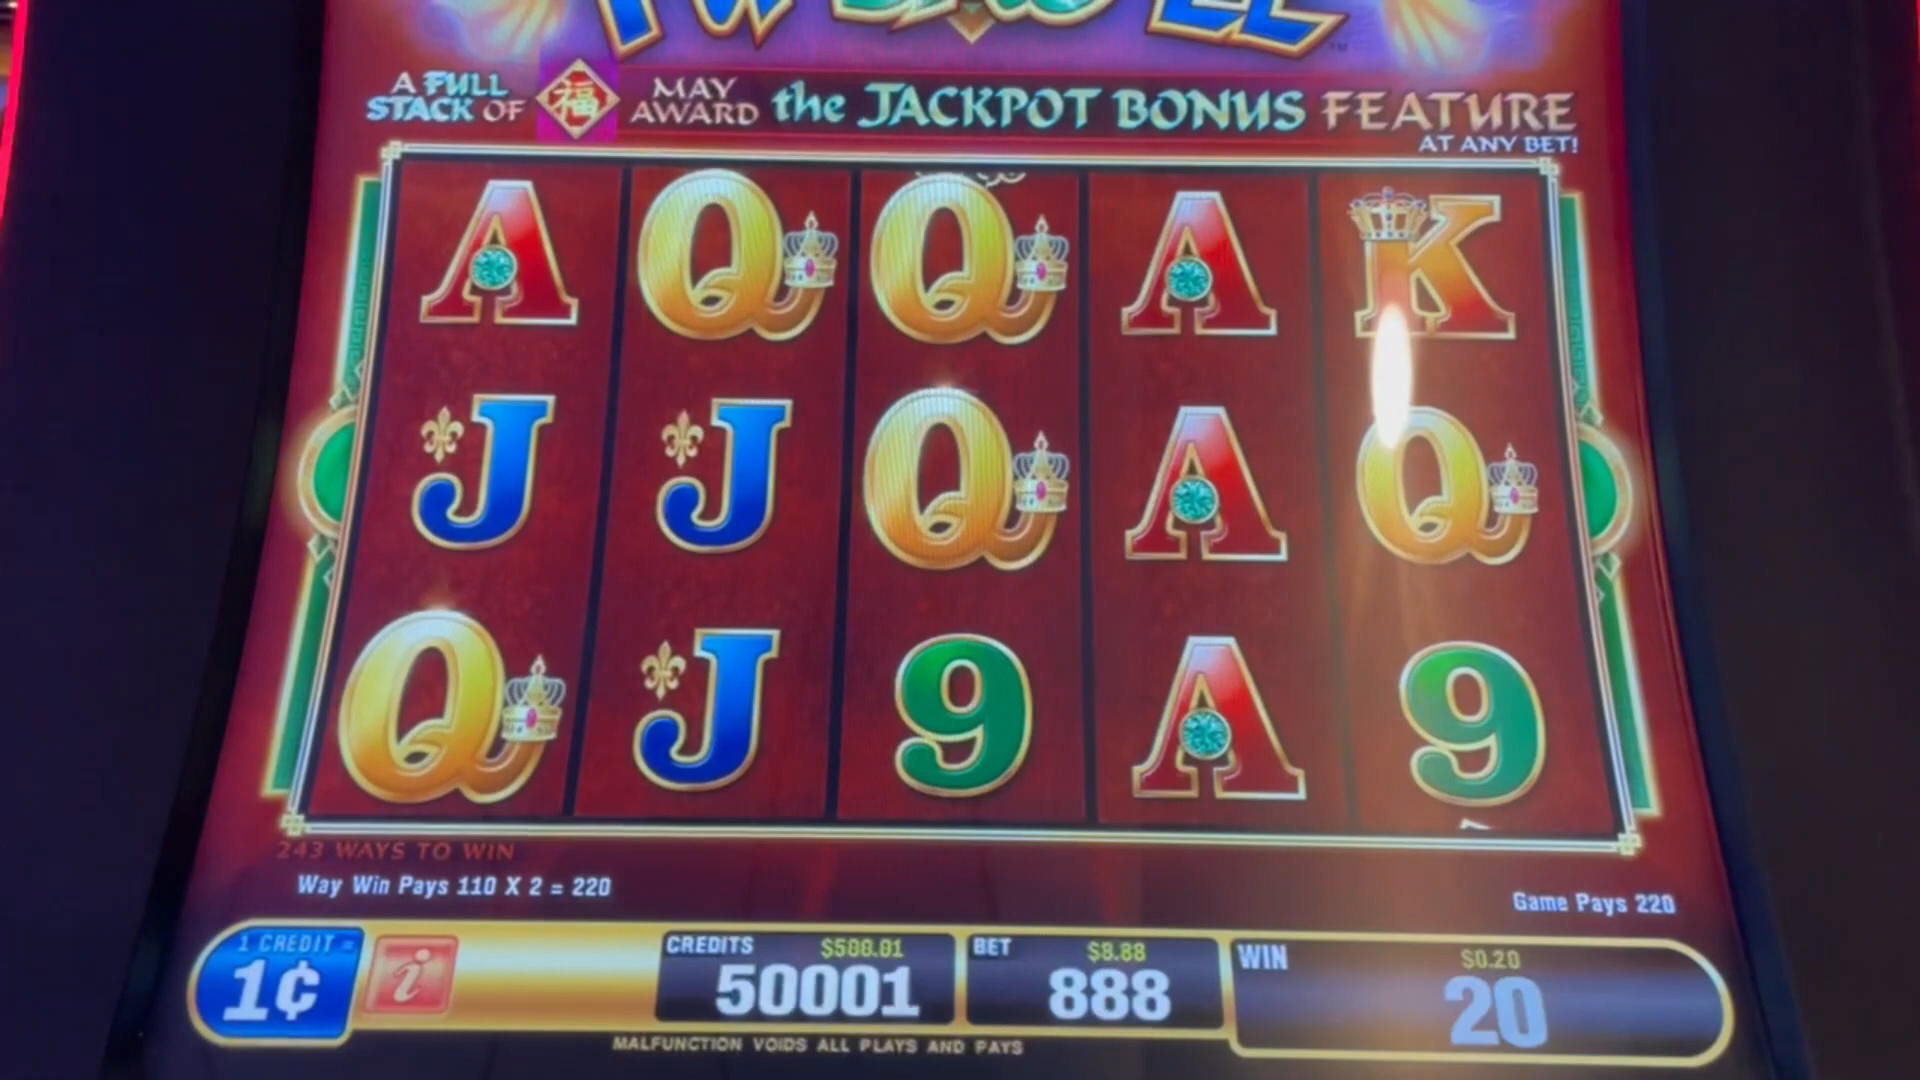 A FULL STACK OF 福 MAY AWARD the JACKPOT BONUS FEATURE
AT ANY BET!
A Q Q A K
J J Q A Q
Q J 9 A 9
243 WAYS TO WIN
Way Win Pays 110 X 2 = 220
Game Pays 220
1 CREDIT =
1¢
i
CREDITS $500.01
50001
BET $8.88
888
WIN $0.20
20
MALFUNCTION VOIDS ALL PLAYS AND PAYS